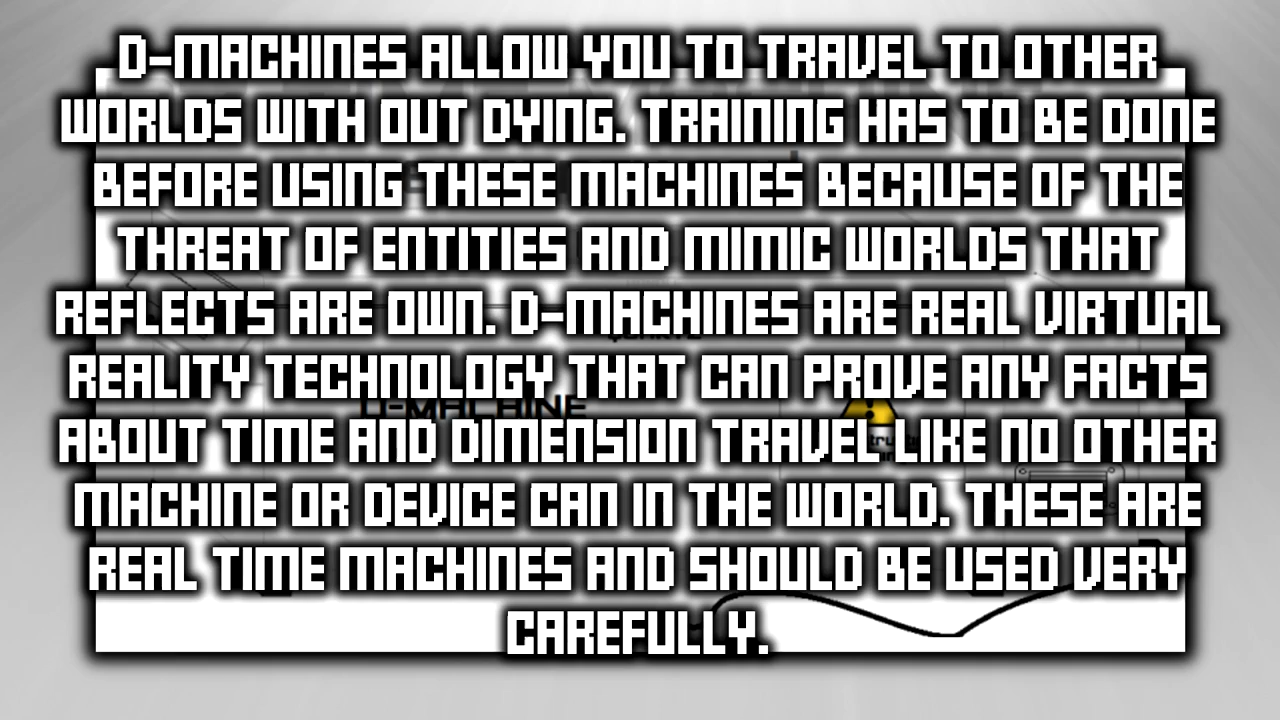 D-MACHINES ALLOW YOU TO TRAVEL TO OTHER
WORLDS WITH OUT DYING. TRAINING HAS TO BE DONE
BEFORE USING THESE MACHINES BECAUSE OF THE
THREAT OF ENTITIES AND MIMIC WORLDS THAT
REFLECTS ARE OWN. D-MACHINES ARE REAL VIRTUAL
REALITY TECHNOLOGY THAT CAN PROVE ANY FACTS
D-MACHINE
ABOUT TIME AND DIMENSION TRAVEL LIKE NO OTHER
MACHINE OR DEVICE CAN IN THE WORLD. THESE ARE
REAL TIME MACHINES AND SHOULD BE USED VERY
CAREFULLY.